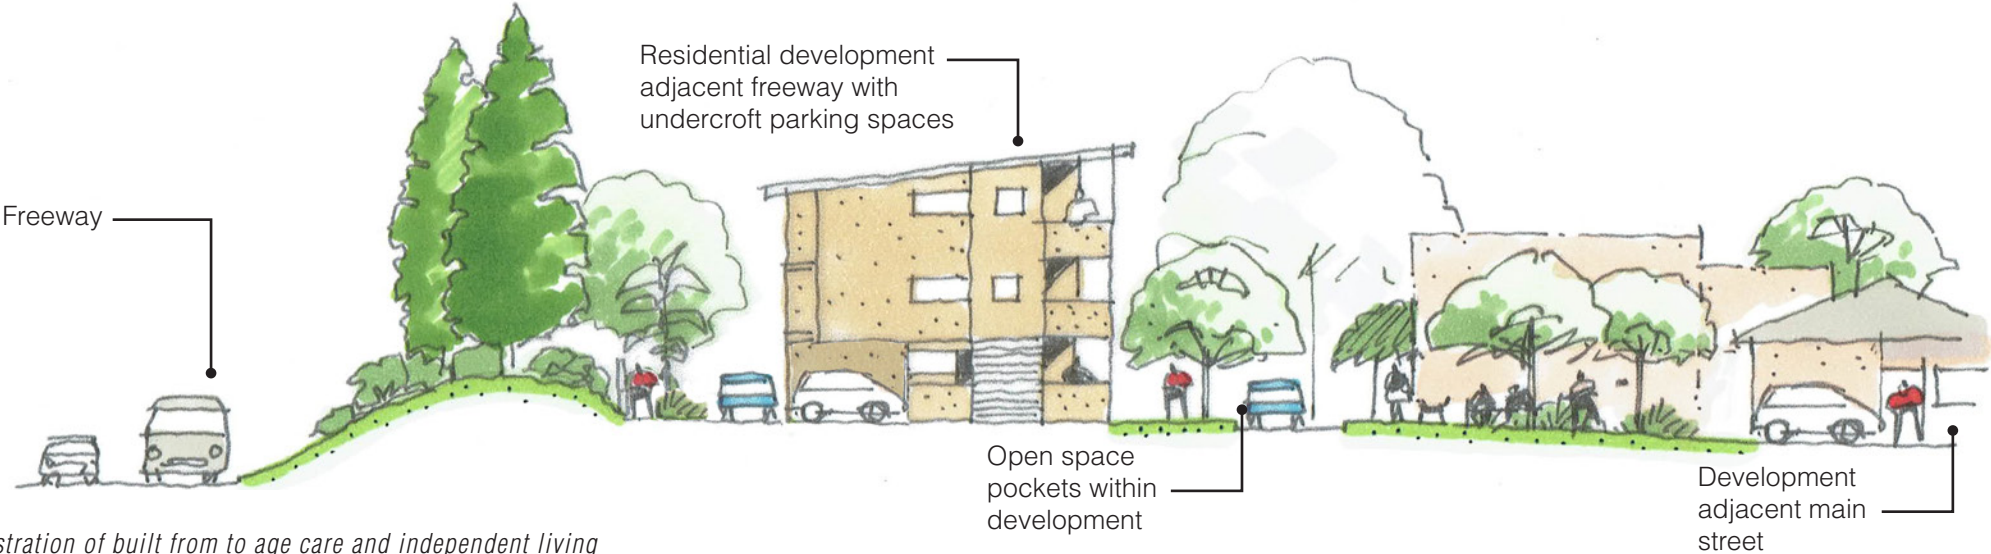 Residential development
adjacent freeway with
undercroft parking spaces
Freeway
Open space
pockets within
development
Development
adjacent main
street
stration of built from to age care and independent living